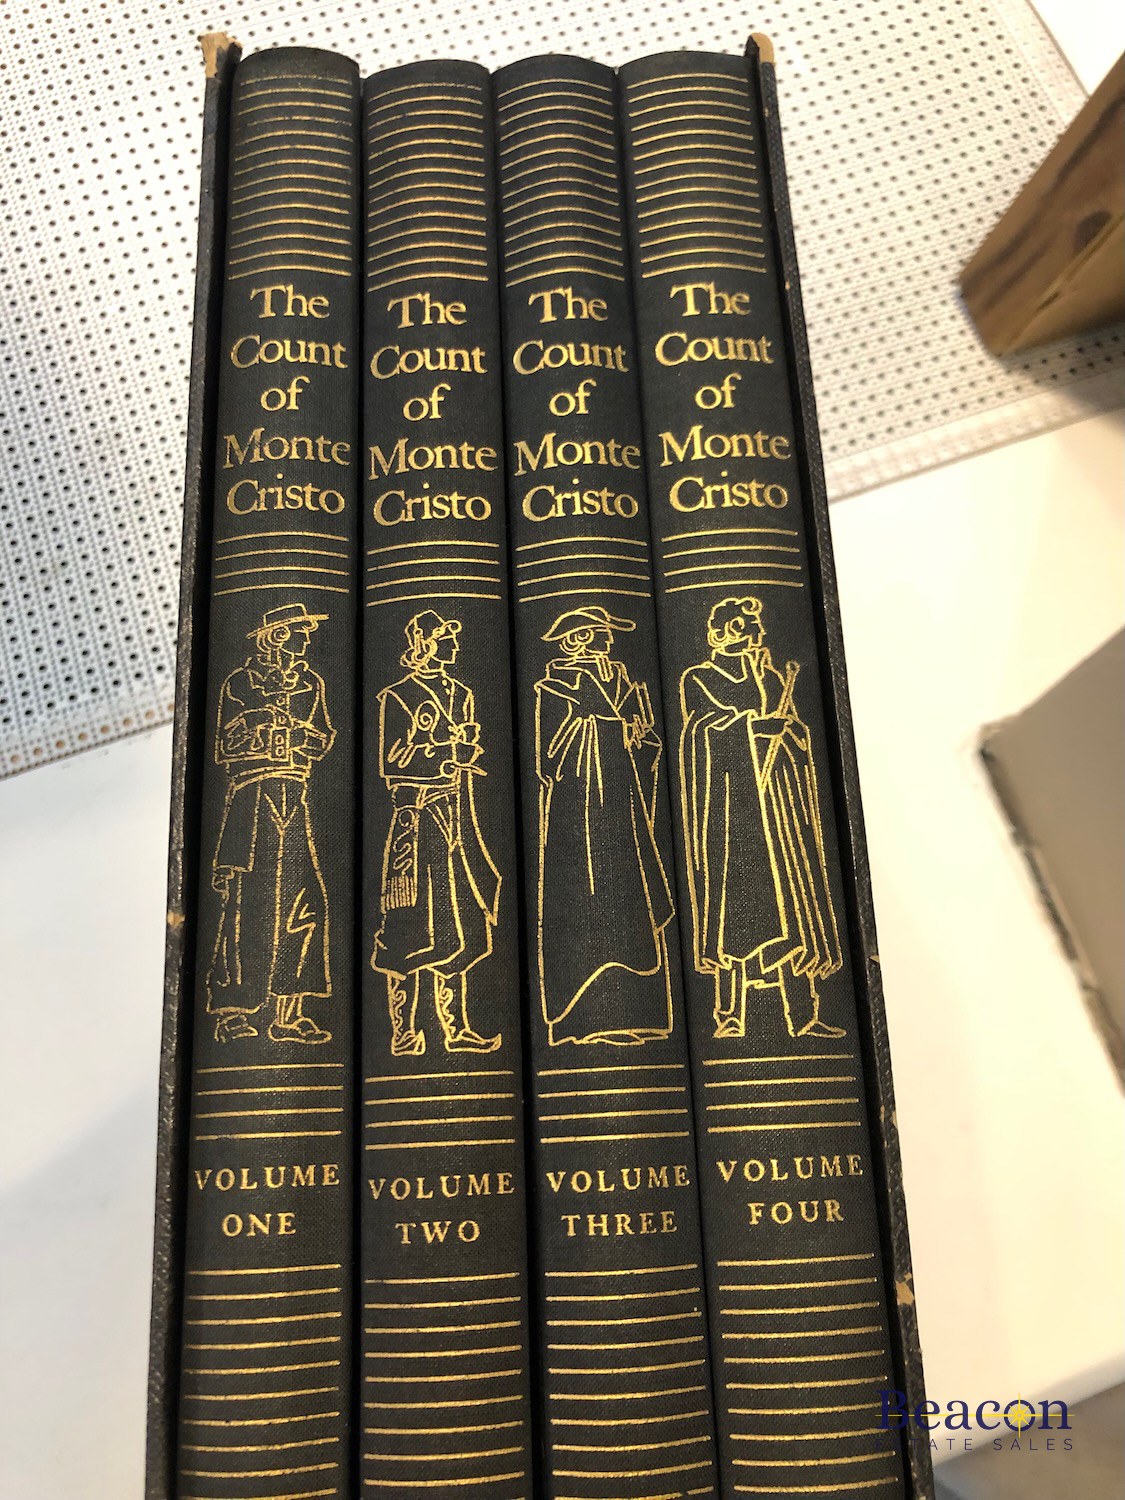 The
Count
of
Monte
Cristo
VOLUME
ONE
The
Count
of
Monte
Cristo
VOLUME
TWO
The
Count
of
Monte
Cristo
VOLUME
THREE
The
Count
of
Monte
Cristo
VOLUME
FOUR
Beacon
ESTATE SALES